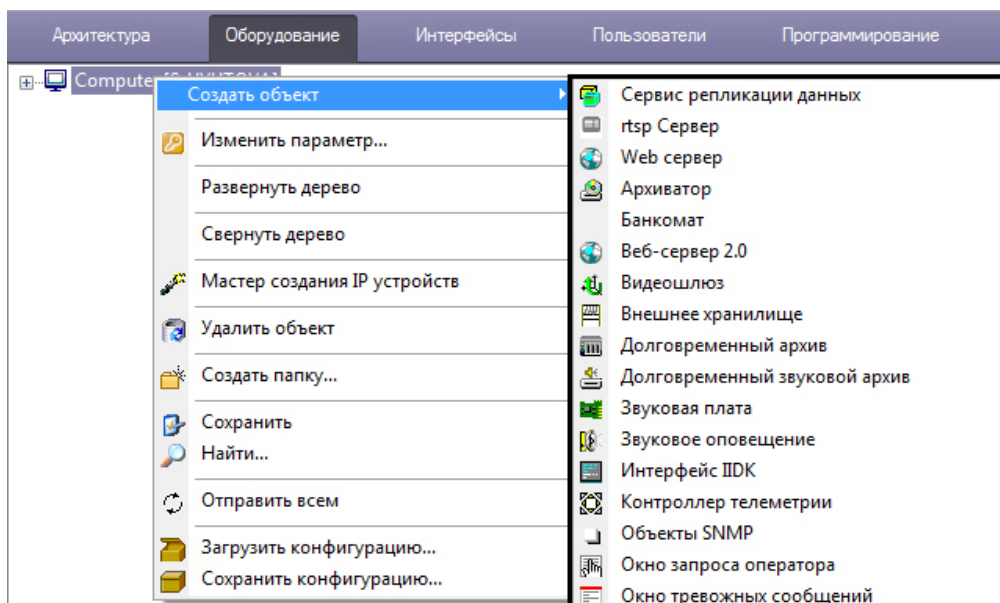 Архитектура Оборудование Интерфейсы Пользователи Программирование
Создать объект
Изменить параметр...
Развернуть дерево
Свернуть дерево
Мастер создания IP устройств
Удалить объект
Создать папку...
Сохранить
Найти...
Отправить всем
Загрузить конфигурацию...
Сохранить конфигурацию...
Сервис репликации данных
rtsp Сервер
Web сервер
Архиватор
Банкомат
Веб-сервер 2.0
Видеошлюз
Внешнее хранилище
Долговременный архив
Долговременный звуковой архив
Звуковая плата
Звуковое оповещение
Интерфейс IIDK
Контроллер телеметрии
Объекты SNMP
Окно запроса оператора
Окно тревожных сообщений